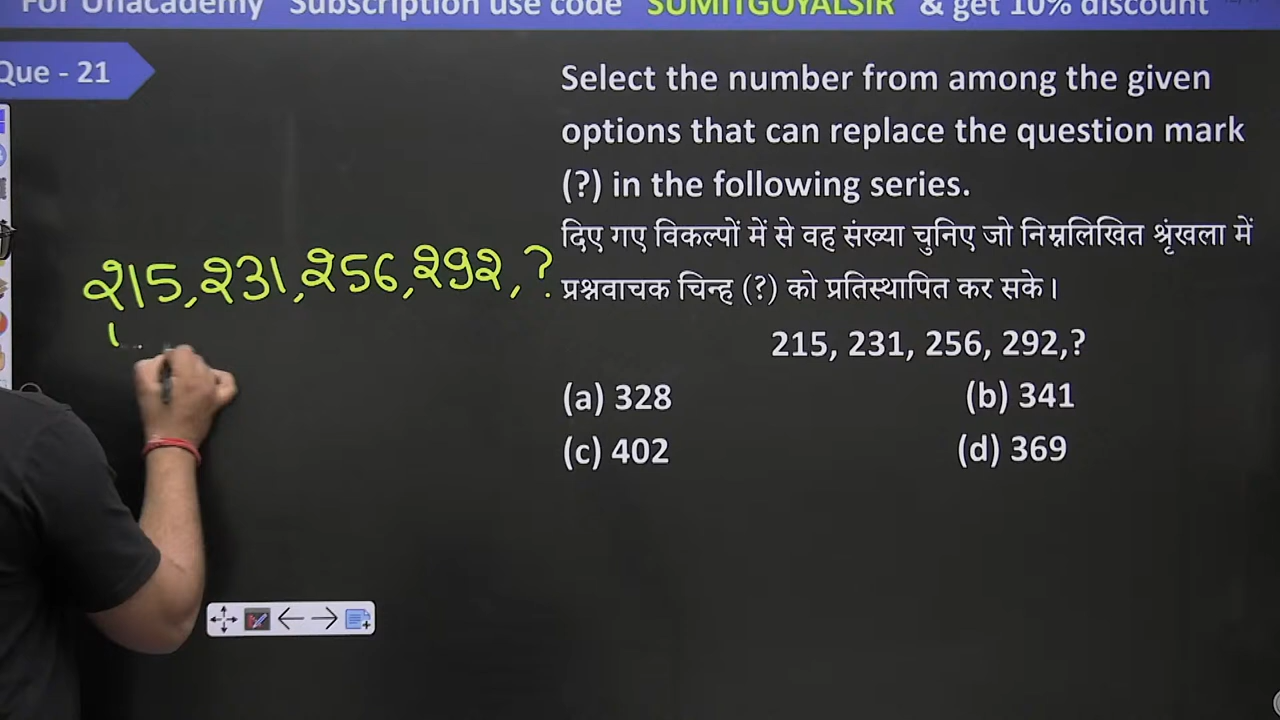 For Unacademy Subscription use code SUMITGOYALSIR & get 10% discount
Que - 21
Select the number from among the given
options that can replace the question mark
(?) in the following series.
दिए गए विकल्पों में से वह संख्या चुनिए जो निम्नलिखित श्रृंखला में
प्रश्नवाचक चिन्ह (?) को प्रतिस्थापित कर सके।
215, 231, 256, 292,?
(a) 328 (b) 341
(c) 402 (d) 369
215, 231, 256, 292, ?